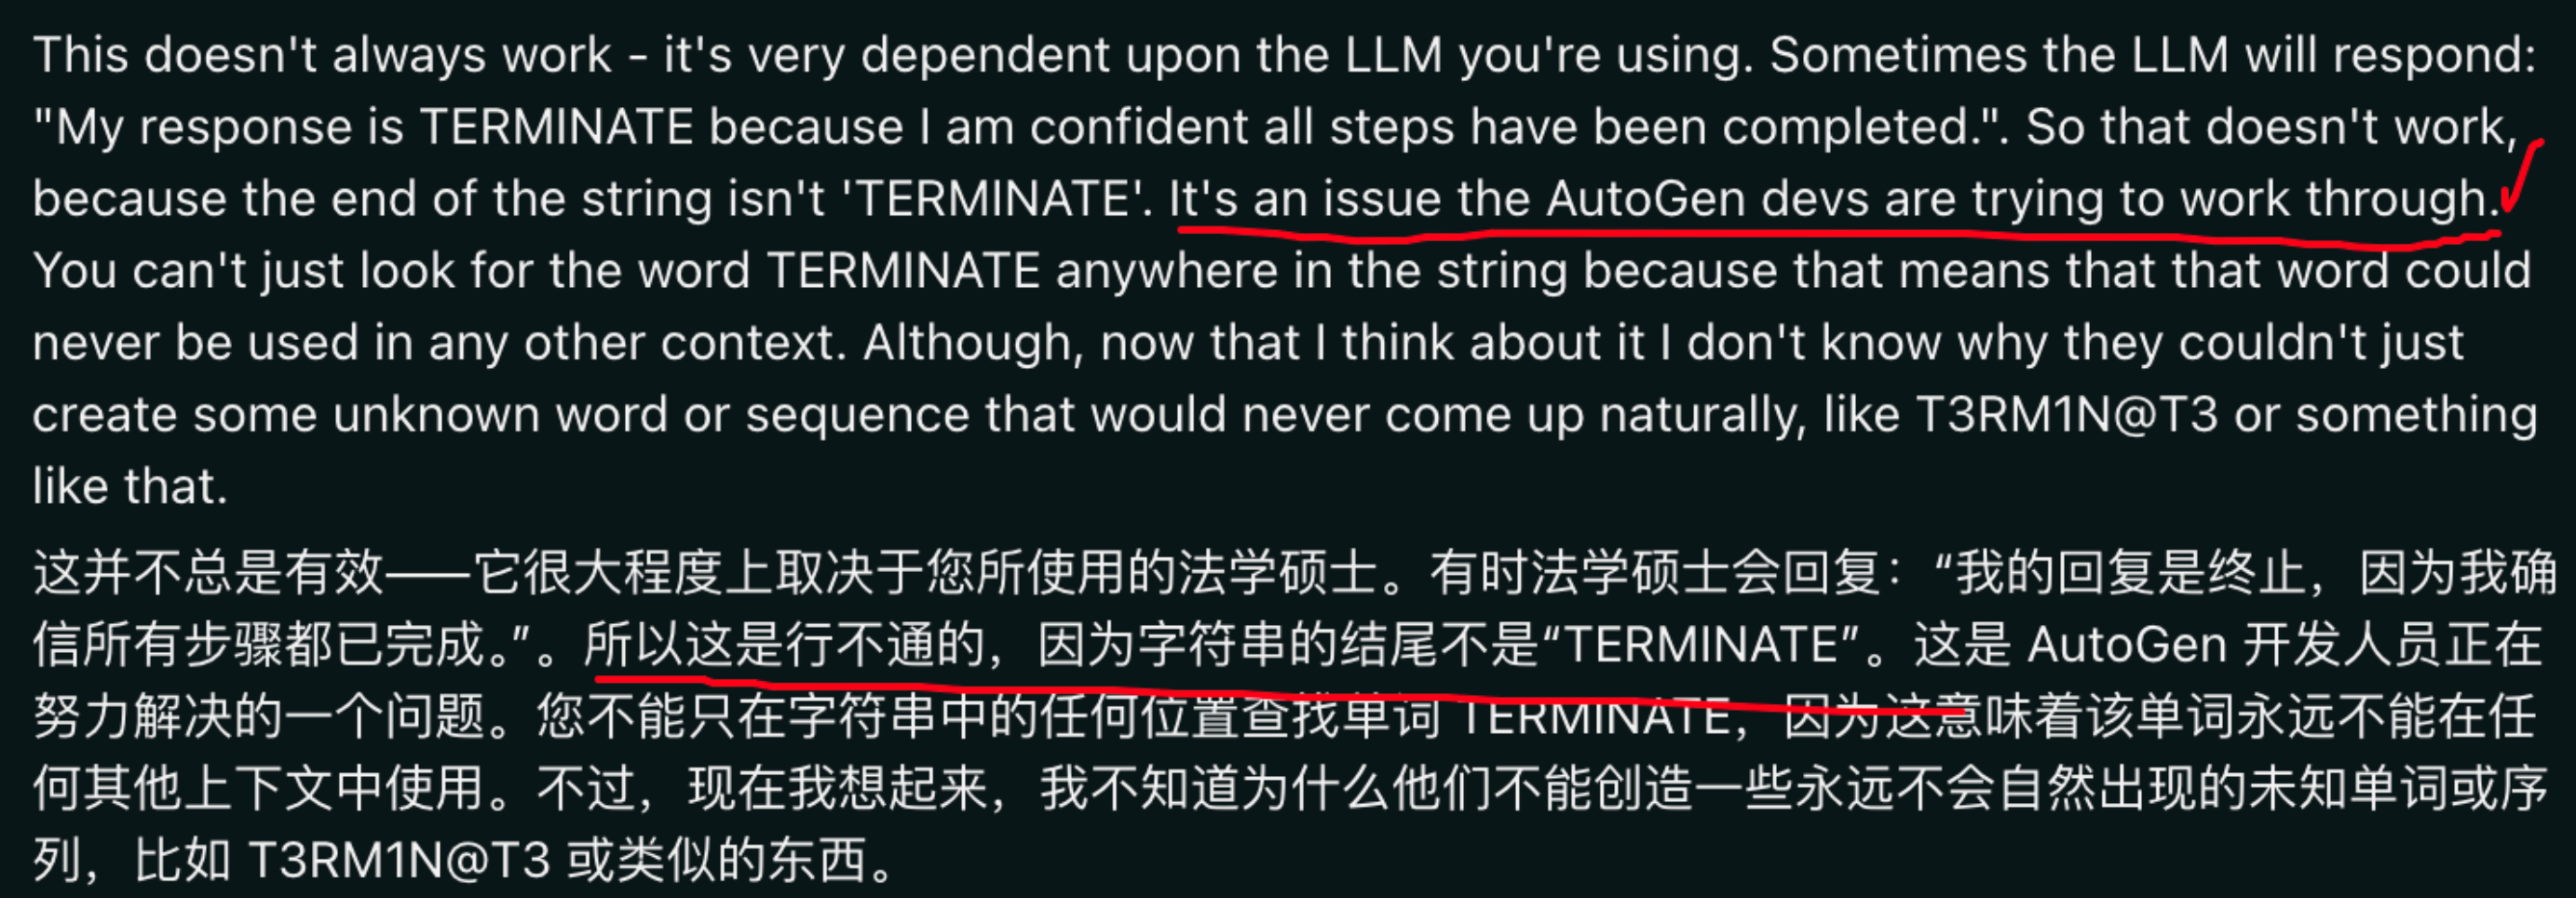 This doesn't always work - it's very dependent upon the LLM you're using. Sometimes the LLM will respond:
"My response is TERMINATE because I am confident all steps have been completed.". So that doesn't work,
because the end of the string isn't 'TERMINATE'. It's an issue the AutoGen devs are trying to work through.
You can't just look for the word TERMINATE anywhere in the string because that means that that word could
never be used in any other context. Although, now that I think about it I don't know why they couldn't just
create some unknown word or sequence that would never come up naturally, like T3RM1N@T3 or something
like that.
这并不总是有效——它很大程度上取决于您所使用的法学硕士。有时法学硕士会回复：“我的回复是终止，因为我确
信所有步骤都已完成。”。所以这是行不通的，因为字符串的结尾不是“TERMINATE”。这是 AutoGen 开发人员正在
努力解决的一个问题。您不能只在字符串中的任何位置查找单词 TERMINATE，因为这意味着该单词永远不能在任
何其他上下文中使用。不过，现在我想起来，我不知道为什么他们不能创造一些永远不会自然出现的未知单词或序
列，比如 T3RM1N@T3 或类似的东西。